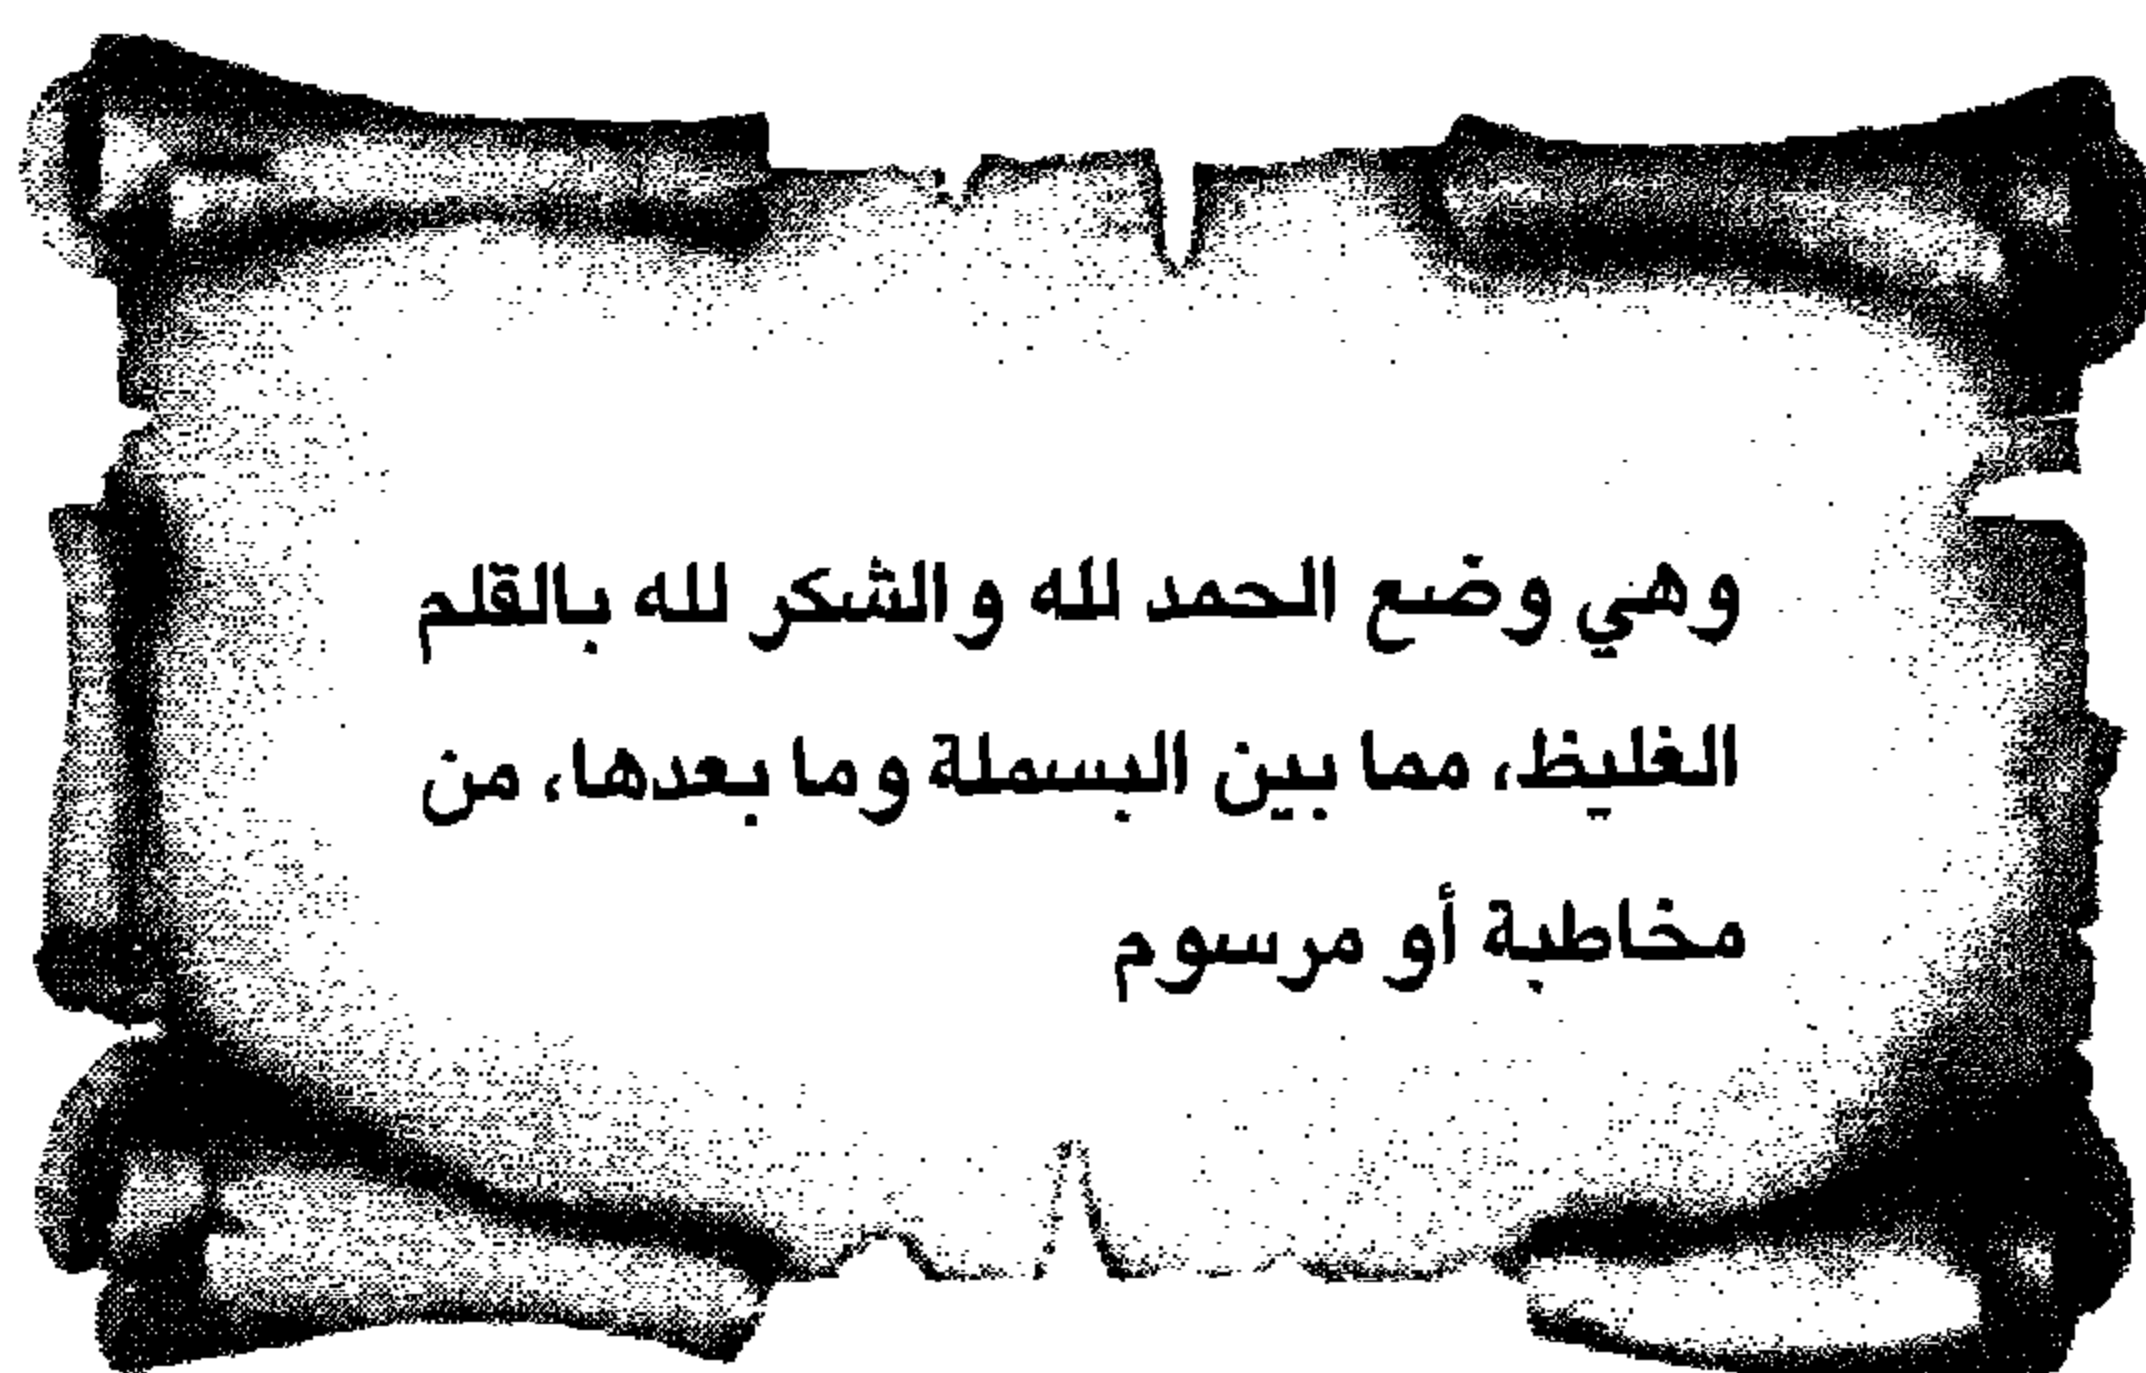 وهي وضع الحمد لله والشكر لله بالقلم
الغليظ، مما بين البسملة وما بعدها، من
مخاطبة أو مرسوم